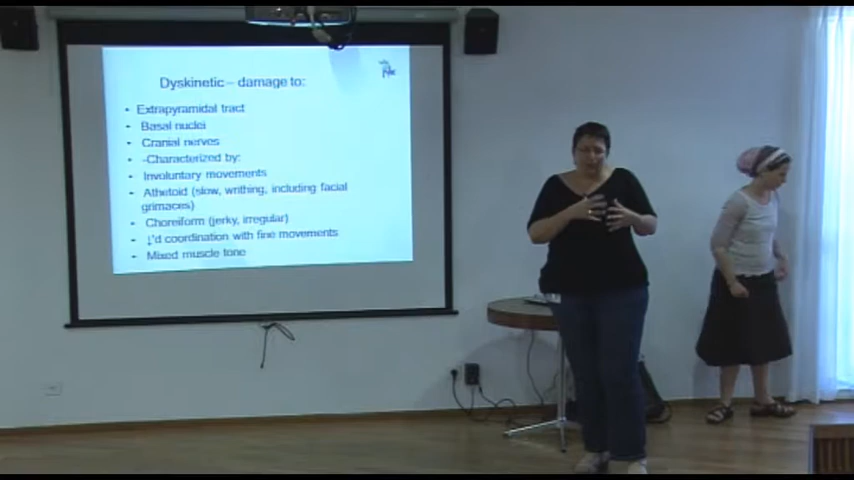 Dyskinetic – damage to:
• Extrapyramidal tract
• Basal nuclei
• Cranial nerves
• -Characterized by:
• Involuntary movements
• Athetoid (slow, writhing, including facial
grimaces)
• Choreiform (jerky, irregular)
• ↓'d coordination with fine movements
• Mixed muscle tone